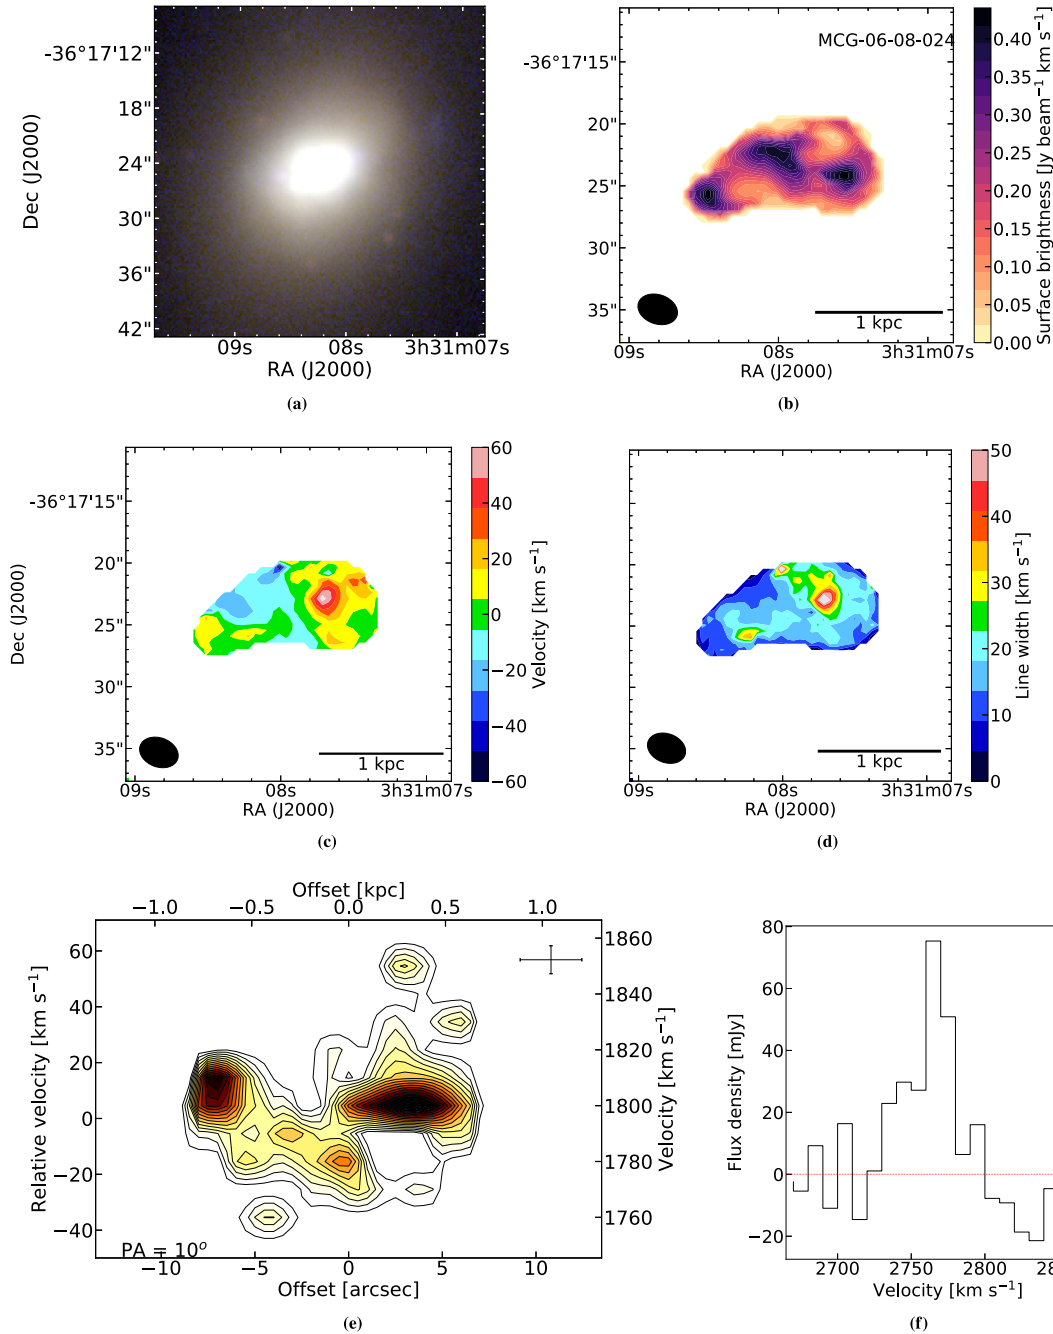 -36°17'12"
18"
24"
30"
36"
42"
Dec (J2000)
09s 08s 3h31m07s
RA (J2000)
(a)
MCG-06-08-024
-36°17'15"
20"
25"
30"
35"
1 kpc
09s 08s 3h31m07s
RA (J2000)
0.40
0.35
0.30
0.25
0.20
0.15
0.10
0.05
0.00
Surface brightness [Jy beam⁻¹ km s⁻¹]
(b)
-36°17'15"
20"
25"
30"
35"
Dec (J2000)
1 kpc
09s 08s 3h31m07s
RA (J2000)
60
40
20
0
−20
−40
−60
Velocity [km s⁻¹]
(c)
1 kpc
09s 08s 3h31m07s
RA (J2000)
50
40
30
20
10
0
Line width [km s⁻¹]
(d)
Offset [kpc]
−1.0 −0.5 0.0 0.5 1.0
60
40
20
0
−20
−40
Relative velocity [km s⁻¹]
1860
1840
1820
1800
1780
1760
Velocity [km s⁻¹]
PA = 10°
−10 −5 0 5 10
Offset [arcsec]
(e)
80
60
40
20
0
−20
Flux density [mJy]
2700 2750 2800
Velocity [km s⁻¹]
(f)